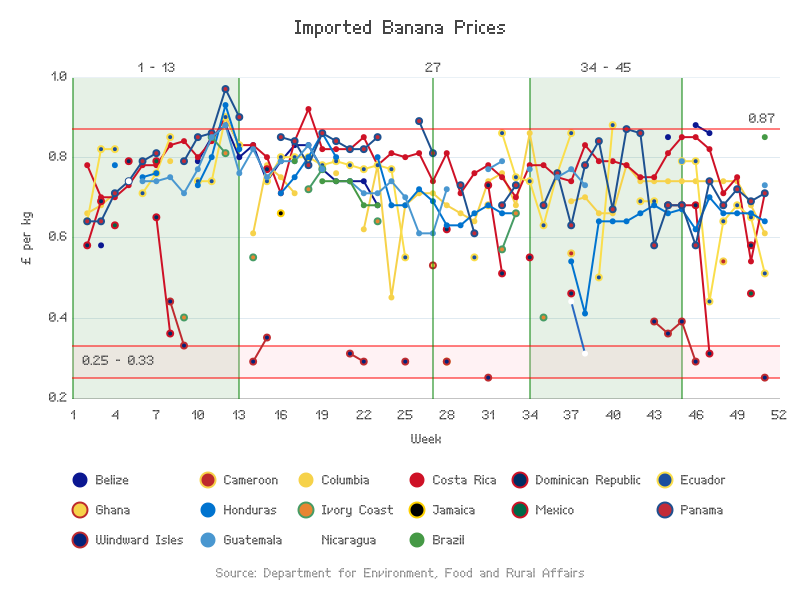 Imported Banana Prices
1 - 13 27 34 - 45
1.0
0.87
0.8
£ per kg
0.6
0.4
0.25 - 0.33
0.2
1 4 7 10 13 16 19 22 25 28 31 34 37 40 43 46 49 52
Week
Belize Cameroon Columbia Costa Rica Dominican Republic Ecuador
Ghana Honduras Ivory Coast Jamaica Mexico Panama
Windward Isles Guatemala Nicaragua Brazil
Source: Department for Environment, Food and Rural Affairs